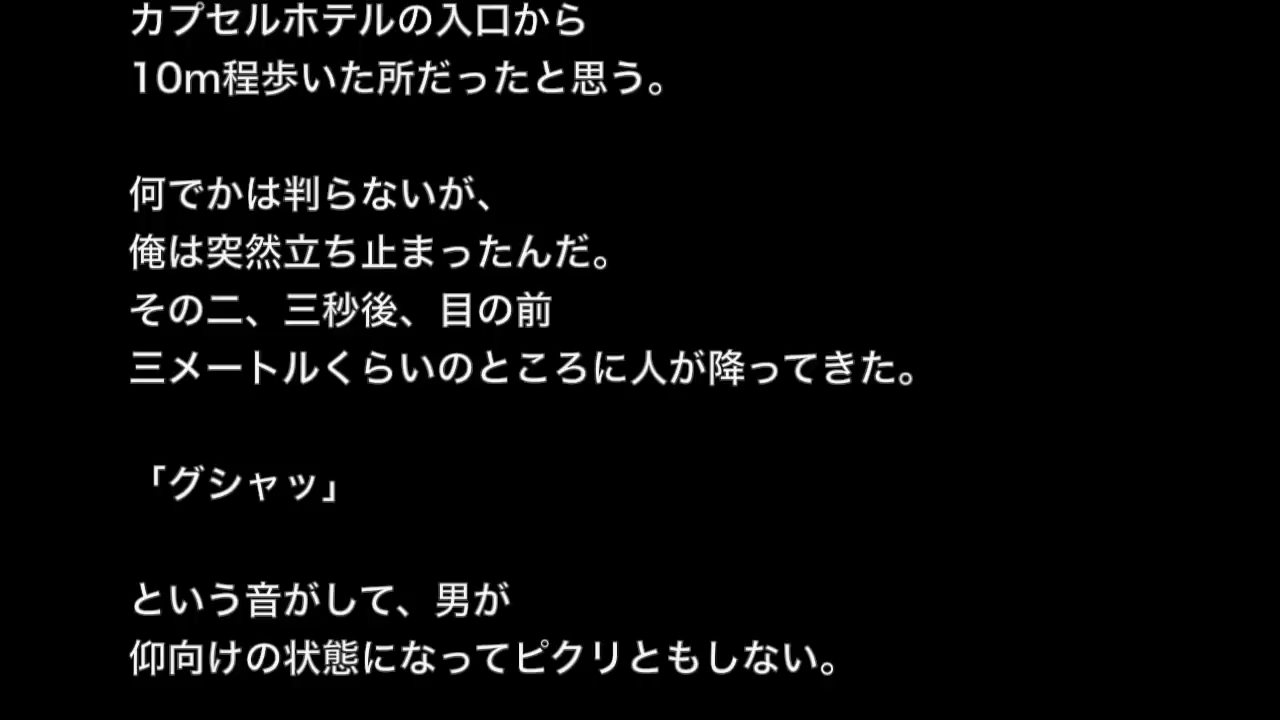 カプセルホテルの入口から
10m程歩いた所だったと思う。
何でかは判らないが、
俺は突然立ち止まったんだ。
その二、三秒後、目の前
三メートルくらいのところに人が降ってきた。
「グシャッ」
という音がして、男が
仰向けの状態になってピクリともしない。